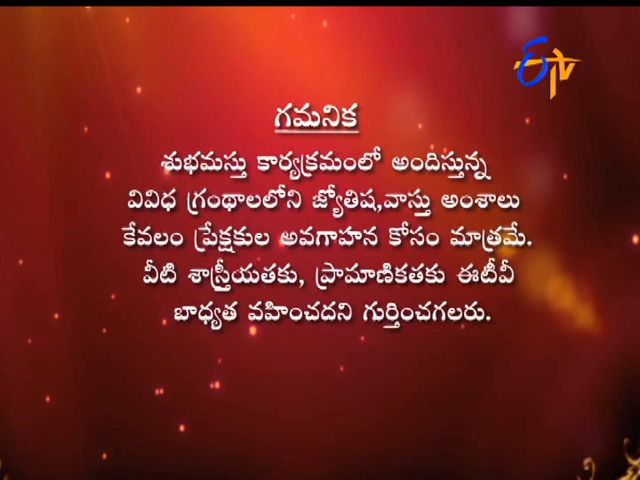 ETV
గమనిక
శుభమస్తు కార్యక్రమంలో అందిస్తున్న
వివిధ గ్రంథాలలోని జ్యోతిష,వాస్తు అంశాలు
కేవలం ప్రేక్షకుల అవగాహన కోసం మాత్రమే.
వీటి శాస్త్రీయతకు, ప్రామాణికతకు ఈటీవీ
బాధ్యత వహించదని గుర్తించగలరు.